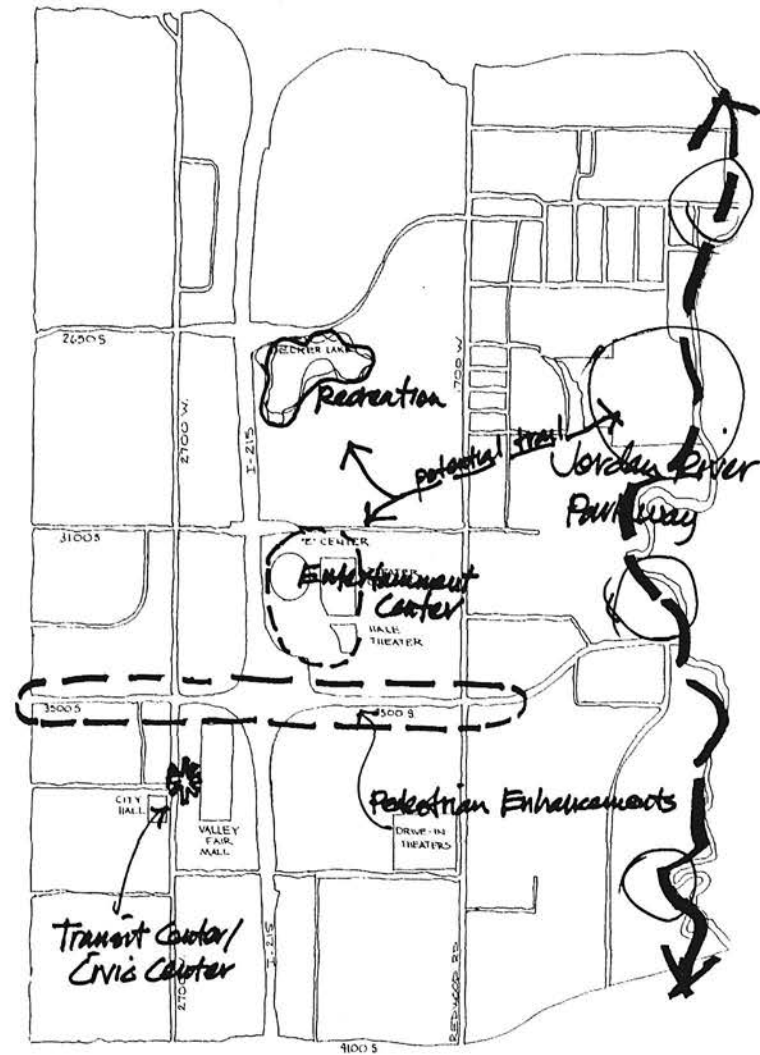 2650 S
DECKER LAKE
Recreation
1700 W.
2700 W.
I-215
potential trail
Jordan River
Parkway
3100 S
"E" CENTER
THEATER
Entertainment
Center
HALE
THEATER
3500 S
3500 S
Pedestrian Enhancements
CITY
HALL
VALLEY
FAIR
MALL
DRIVE-IN
THEATERS
Transit Center/
Civic Center
2700 W
I-215
REDWOOD RD
4100 S